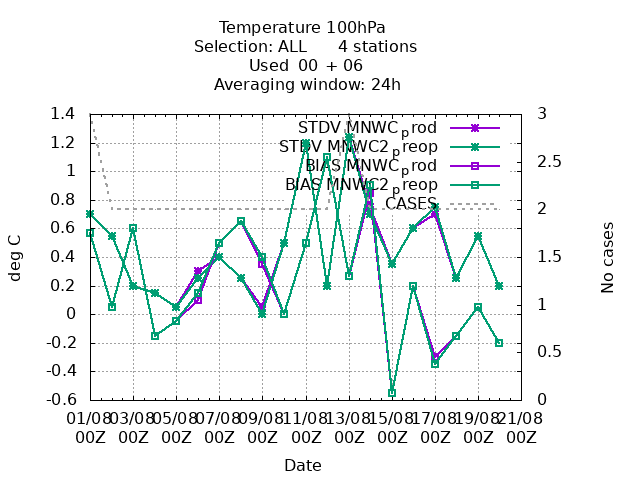 Temperature 100hPa
Selection: ALL 4 stations
Used 00 + 06
Averaging window: 24h
1.4
1.2
1
0.8
0.6
0.4
0.2
0
-0.2
-0.4
-0.6
deg C
3
2.5
2
1.5
1
0.5
0
No cases
STDV MNWC_prod
STDV MNWC2_preop
BIAS MNWC_prod
BIAS MNWC2_preop
CASES
01/08 03/08 05/08 07/08 09/08 11/08 13/08 15/08 17/08 19/08 21/08
00Z 00Z 00Z 00Z 00Z 00Z 00Z 00Z 00Z 00Z 00Z
Date